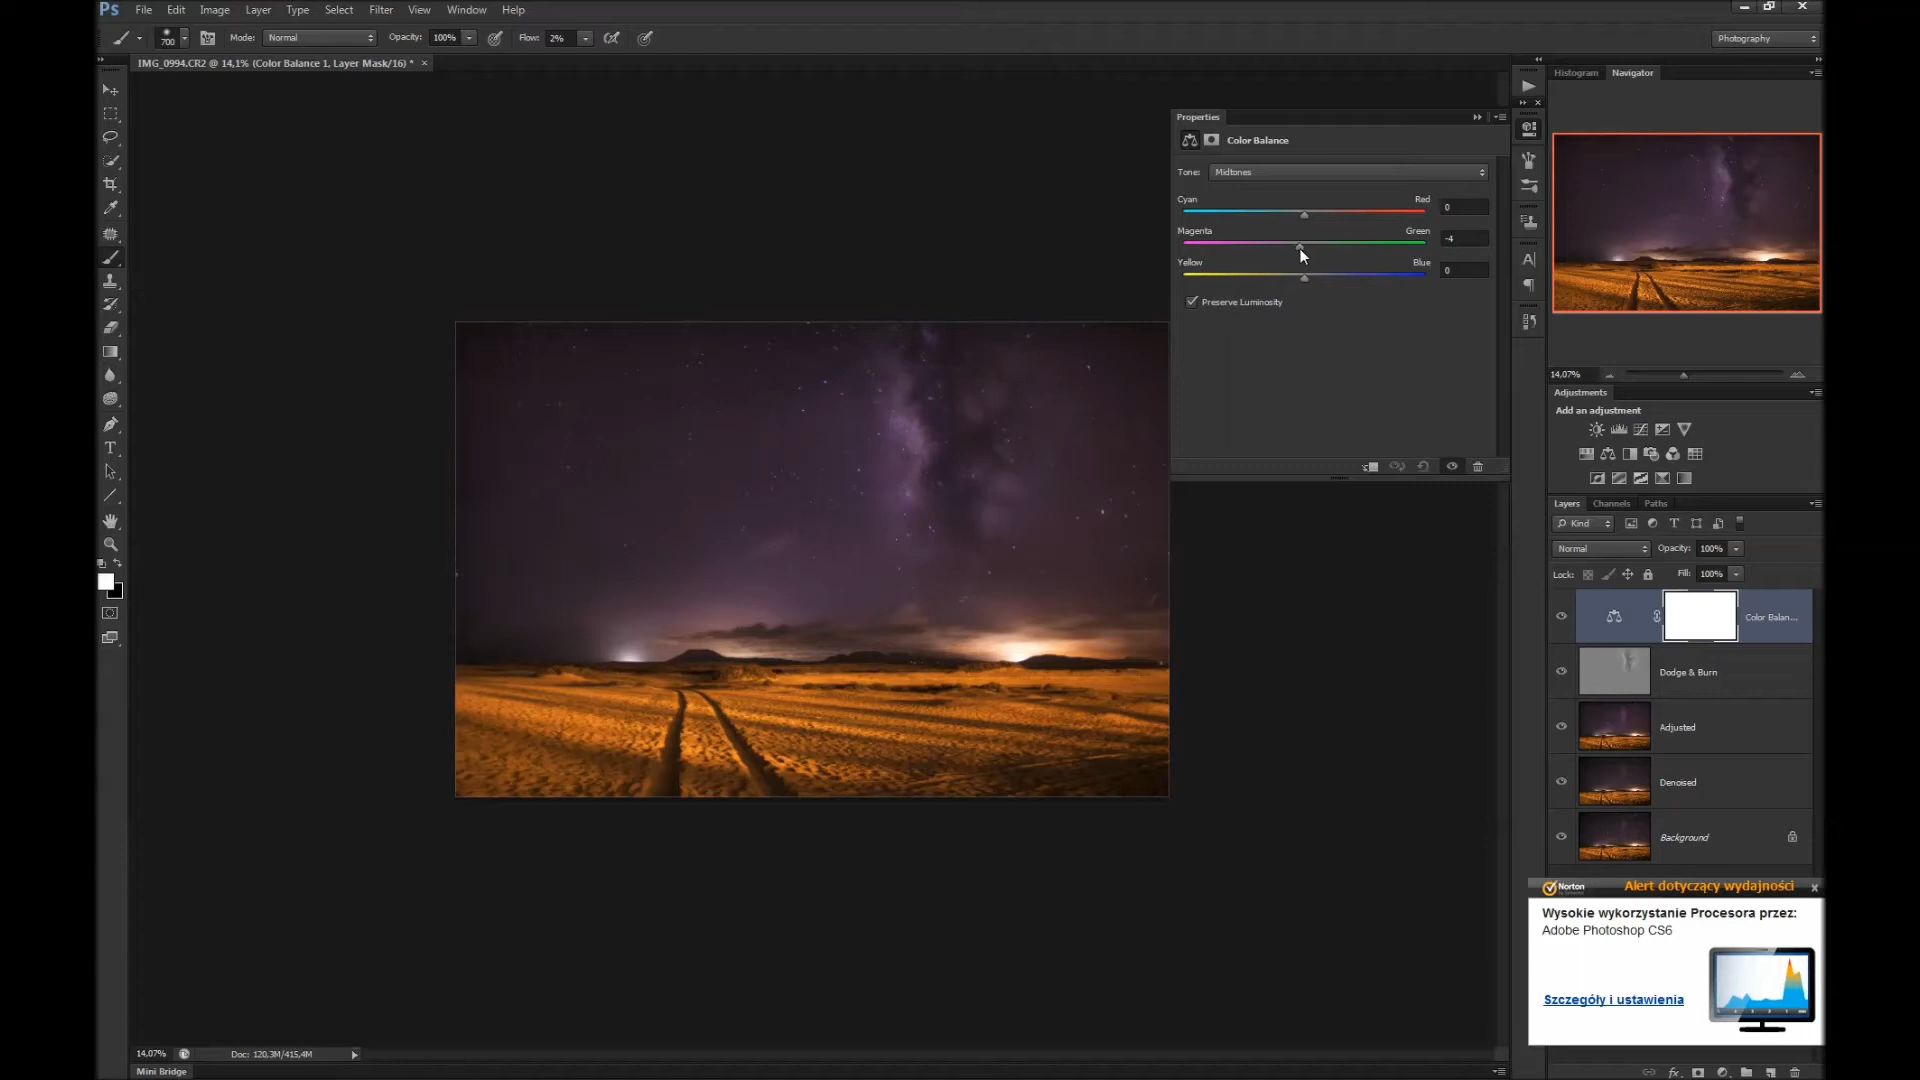 Ps File Edit Image Layer Type Select Filter View Window Help
700 Mode: Normal Opacity: 100% Flow: 2% Photography
IMG_0994.CR2 @ 14,1% (Color Balance 1, Layer Mask/16) * ×
Histogram Navigator
Properties
Color Balance
Tone: Midtones
Cyan Red 0
Magenta Green -4
Yellow Blue 0
Preserve Luminosity
14,07%
Adjustments
Add an adjustment
Layers Channels Paths
Kind
Normal Opacity: 100%
Lock: Fill: 100%
Color Balan...
Dodge & Burn
Adjusted
Denoised
Background
Norton Alert dotyczący wydajności x
Wysokie wykorzystanie Procesora przez:
Adobe Photoshop CS6
Szczegóły i ustawienia
14,07% Doc: 120,3M/415,4M
Mini Bridge